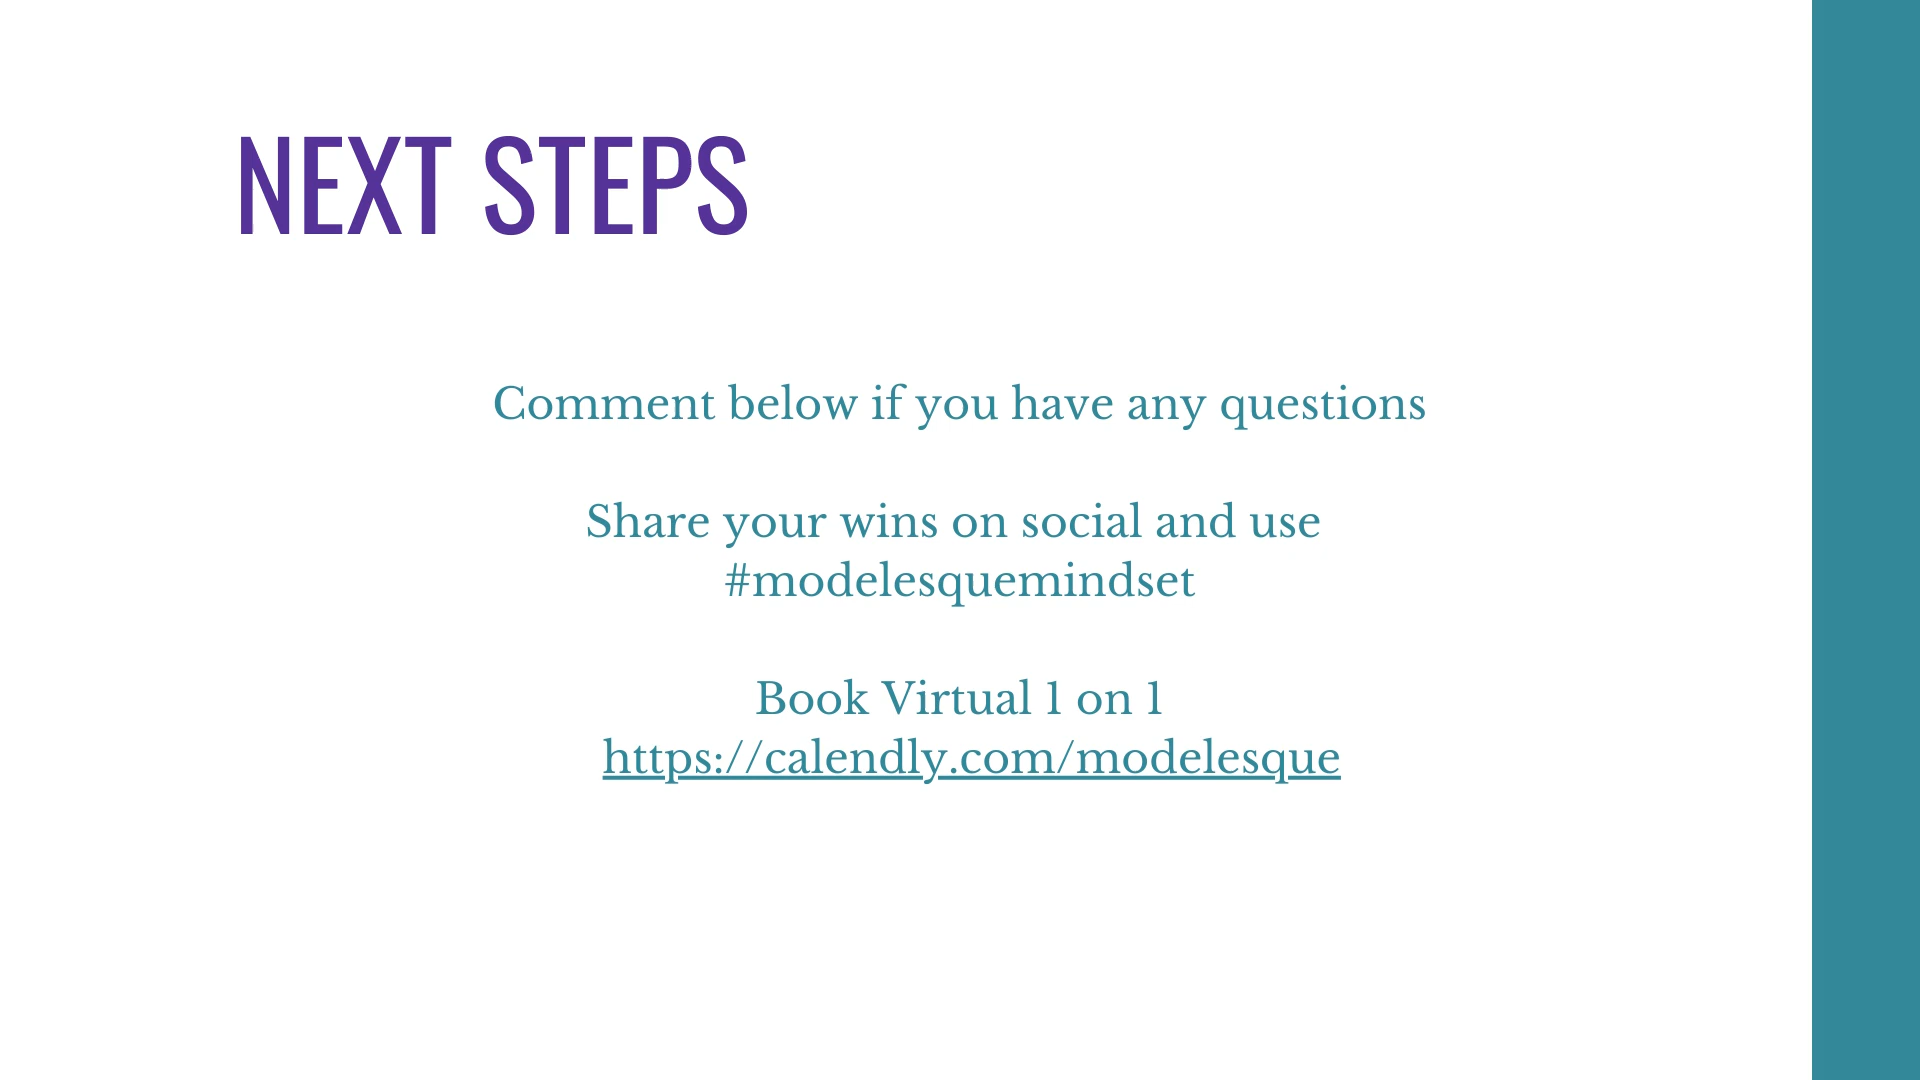 NEXT STEPS
Comment below if you have any questions
Share your wins on social and use
#modelesquemindset
Book Virtual 1 on 1
https://calendly.com/modelesque